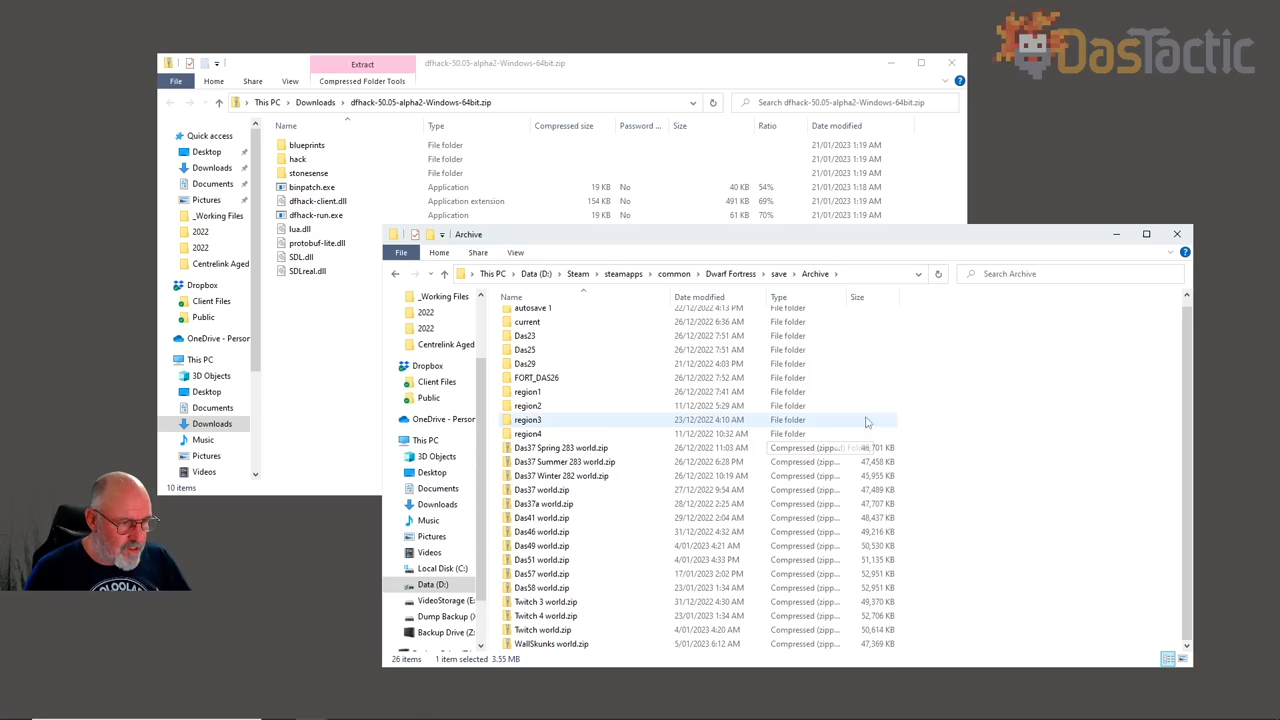 DasTactic
Extract
dfhack-50.05-alpha2-Windows-64bit.zip
File Home Share View Compressed Folder Tools
This PC Downloads dfhack-50.05-alpha2-Windows-64bit.zip
Search dfhack-50.05-alpha2-Windows-64bit.zip
Quick access
Desktop
Downloads
Documents
Pictures
_Working Files
2022
2022
Centrelink Aged
Dropbox
Client Files
Public
OneDrive - Person
This PC
3D Objects
Desktop
Documents
Downloads
Music
Pictures
Videos
10 items
Name Type Compressed size Password ... Size Ratio Date modified
blueprints File folder 21/01/2023 1:19 AM
hack File folder 21/01/2023 1:19 AM
stonesense File folder 21/01/2023 1:19 AM
binpatch.exe Application 19 KB No 40 KB 54% 21/01/2023 1:18 AM
dfhack-client.dll Application extension 154 KB No 491 KB 69% 21/01/2023 1:19 AM
dfhack-run.exe Application 19 KB No 61 KB 70% 21/01/2023 1:19 AM
lua.dll
protobuf-lite.dll
SDL.dll
SDLreal.dll
Archive
File Home Share View
This PC Data (D:) Steam steamapps common Dwarf Fortress save Archive
Search Archive
_Working Files
2022
2022
Centrelink Aged
Dropbox
Client Files
Public
OneDrive - Person
This PC
3D Objects
Desktop
Documents
Downloads
Music
Pictures
Videos
Local Disk (C:)
Data (D:)
VideoStorage (E:
Dump Backup (X
Backup Drive (Z:
Name Date modified Type Size
autosave 1 22/12/2022 4:13 PM File folder
current 26/12/2022 6:36 AM File folder
Das23 26/12/2022 7:51 AM File folder
Das25 26/12/2022 7:51 AM File folder
Das29 21/12/2022 4:03 PM File folder
FORT_DAS26 26/12/2022 7:52 AM File folder
region1 26/12/2022 7:41 AM File folder
region2 11/12/2022 5:29 AM File folder
region3 23/12/2022 4:10 AM File folder
region4 11/12/2022 10:32 AM File folder
Das37 Spring 283 world.zip 26/12/2022 11:03 AM Compressed (zipped) Folder
Das37 Summer 283 world.zip 26/12/2022 6:28 PM Compressed (zipp... 47,458 KB
Das37 Winter 282 world.zip 26/12/2022 10:19 AM Compressed (zipp... 45,955 KB
Das37 world.zip 27/12/2022 9:54 AM Compressed (zipp... 47,489 KB
Das37a world.zip 28/12/2022 2:25 AM Compressed (zipp... 47,707 KB
Das41 world.zip 29/12/2022 2:04 AM Compressed (zipp... 48,437 KB
Das46 world.zip 31/12/2022 4:32 AM Compressed (zipp... 49,216 KB
Das49 world.zip 4/01/2023 4:21 AM Compressed (zipp... 50,530 KB
Das51 world.zip 4/01/2023 4:33 PM Compressed (zipp... 51,135 KB
Das57 world.zip 17/01/2023 2:02 PM Compressed (zipp... 52,951 KB
Das58 world.zip 23/01/2023 1:34 AM Compressed (zipp... 52,951 KB
Twitch 3 world.zip 31/12/2022 4:30 AM Compressed (zipp... 49,370 KB
Twitch 4 world.zip 23/01/2023 1:34 AM Compressed (zipp... 52,706 KB
Twitch world.zip 4/01/2023 4:20 AM Compressed (zipp... 50,614 KB
WallSkunks world.zip 5/01/2023 6:12 AM Compressed (zipp... 47,369 KB
26 items 1 item selected 3.55 MB